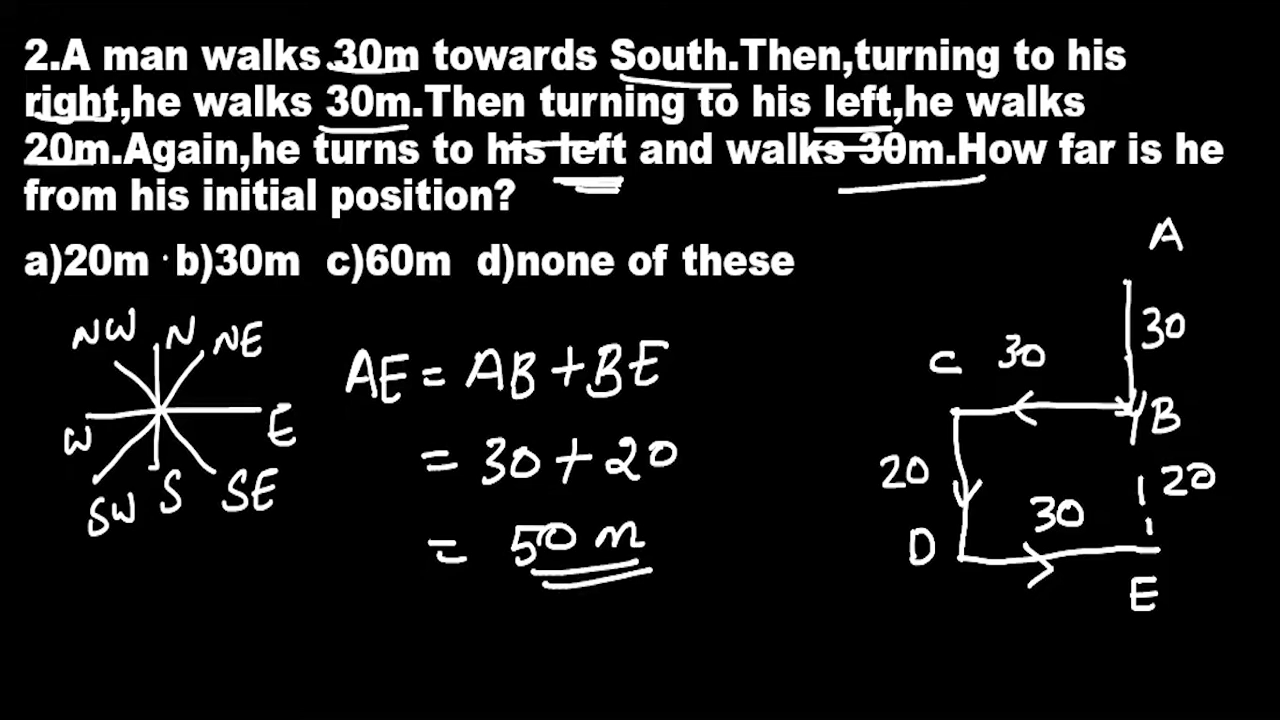 2.A man walks 30m towards South.Then,turning to his
right,he walks 30m.Then turning to his left,he walks
20m.Again,he turns to his left and walks 30m.How far is he
from his initial position?
a)20m b)30m c)60m d)none of these
A
NW N NE
30
AE = AB + BE
C 30
B
W E
= 30 + 20
20
20
SW S SE
30
= 50 m
D
E